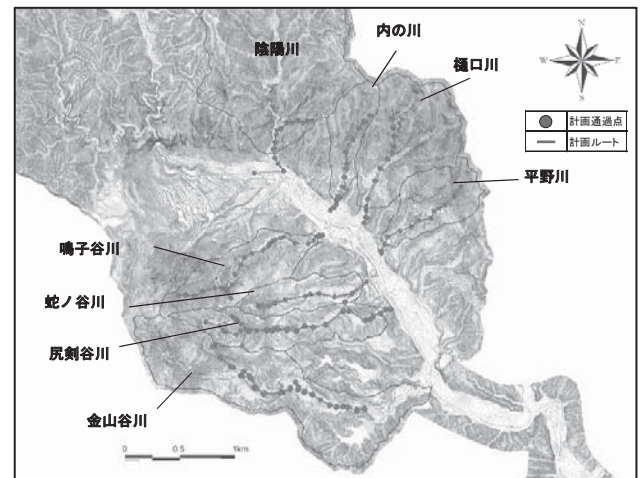 内の川
陰陽川
樋口川
N
W
E
S
計画通過点
計画ルート
平野川
鳴子谷川
蛇ノ谷川
尻剣谷川
金山谷川
0 0.5 1km